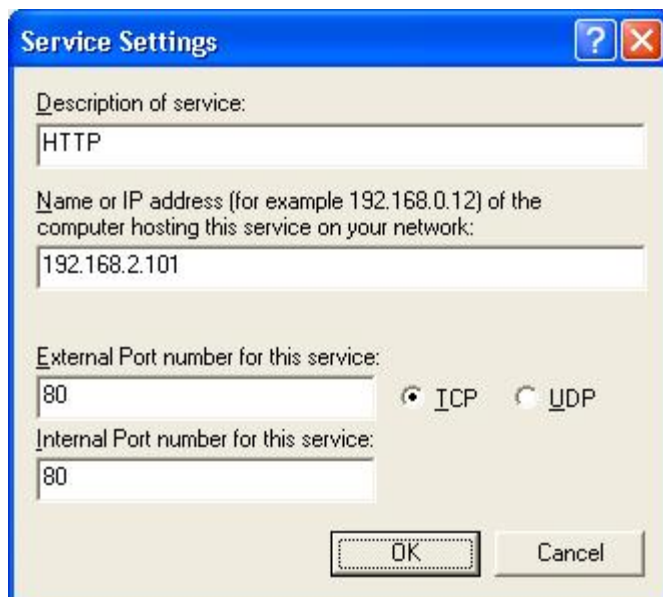 Service Settings
Description of service:
HTTP
Name or IP address (for example 192.168.0.12) of the
computer hosting this service on your network:
192.168.2.101
External Port number for this service:
80
TCP
UDP
Internal Port number for this service:
80
OK
Cancel